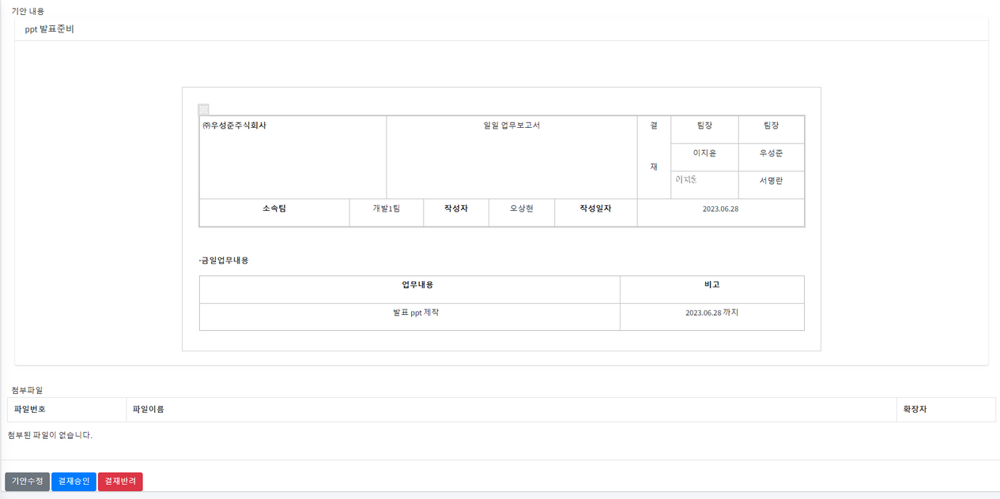 기안 내용
ppt 발표준비
㈜우성준주식회사
일일 업무보고서
결
재
팀장
팀장
이지윤
우성준
이지윤
서명란
소속팀
개발1팀
작성자
오상현
작성일자
2023.06.28
·금일업무내용
업무내용
비고
발표 ppt 제작
2023.06.28 까지
첨부파일
파일번호
파일이름
확장자
첨부된 파일이 없습니다.
기안수정
결재승인
결재반려